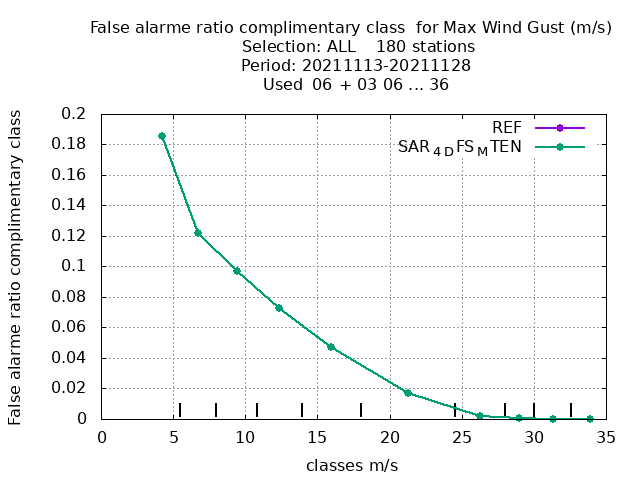 False alarme ratio complimentary class  for Max Wind Gust (m/s)
Selection: ALL    180 stations
Period: 20211113-20211128
Used  06 + 03 06 ... 36
False alarme ratio complimentary class
0.2
0.18
0.16
0.14
0.12
0.1
0.08
0.06
0.04
0.02
0
REF
SAR4DFSMTEN
0 5 10 15 20 25 30 35
classes m/s